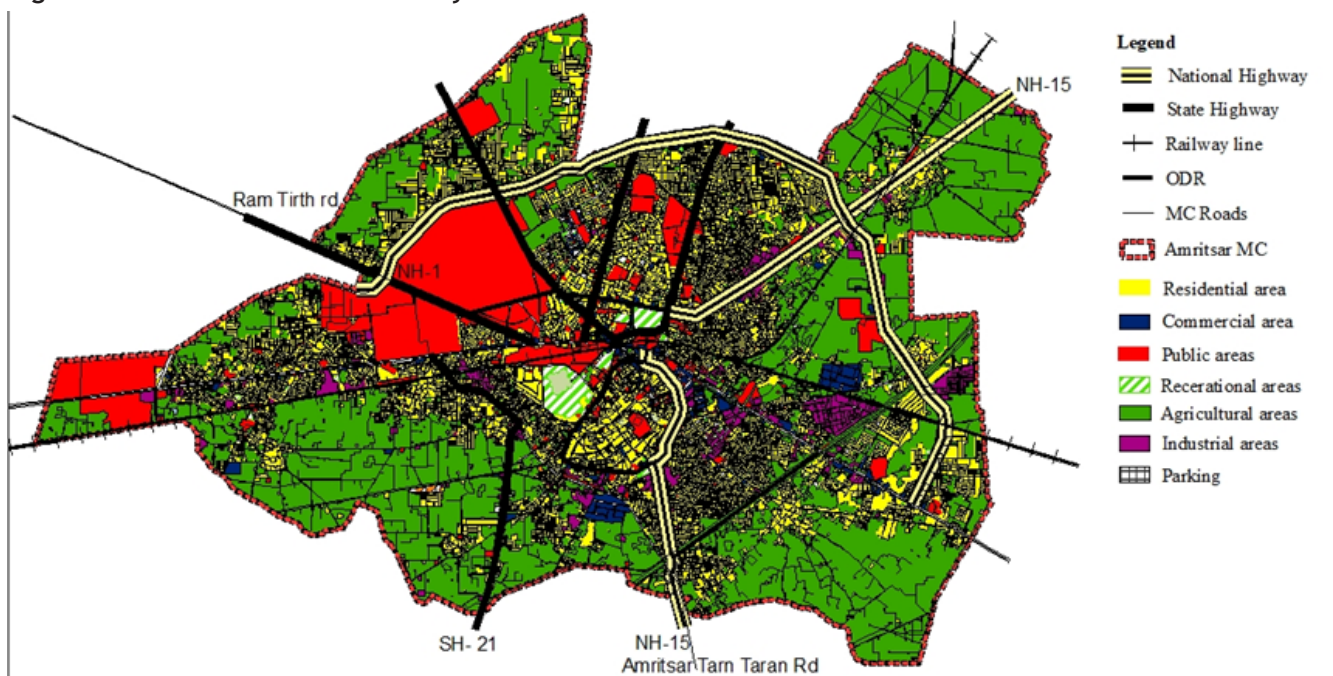 Legend
National Highway
State Highway
Railway line
ODR
MC Roads
Amritsar MC
Residential area
Commercial area
Public areas
Recerational areas
Agricultural areas
Industrial areas
Parking
NH-15
Ram Tirth rd
NH-1
SH- 21
NH-15
Amritsar Tarn Taran Rd